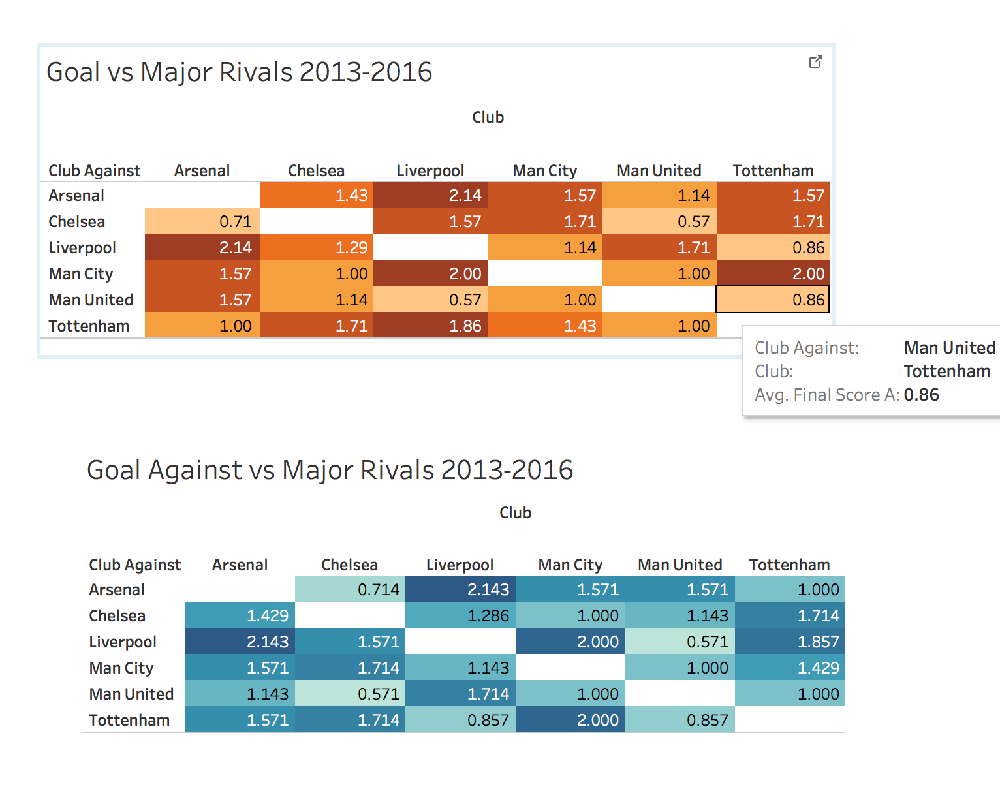 Goal vs Major Rivals 2013-2016
Club
Club Against Arsenal Chelsea Liverpool Man City Man United Tottenham
Arsenal 1.43 2.14 1.57 1.14 1.57
Chelsea 0.71 1.57 1.71 0.57 1.71
Liverpool 2.14 1.29 1.14 1.71 0.86
Man City 1.57 1.00 2.00 1.00 2.00
Man United 1.57 1.14 0.57 1.00 0.86
Tottenham 1.00 1.71 1.86 1.43 1.00
Club Against: Man United
Club: Tottenham
Avg. Final Score A: 0.86
Goal Against vs Major Rivals 2013-2016
Club
Club Against Arsenal Chelsea Liverpool Man City Man United Tottenham
Arsenal 0.714 2.143 1.571 1.571 1.000
Chelsea 1.429 1.286 1.000 1.143 1.714
Liverpool 2.143 1.571 2.000 0.571 1.857
Man City 1.571 1.714 1.143 1.000 1.429
Man United 1.143 0.571 1.714 1.000 1.000
Tottenham 1.571 1.714 0.857 2.000 0.857